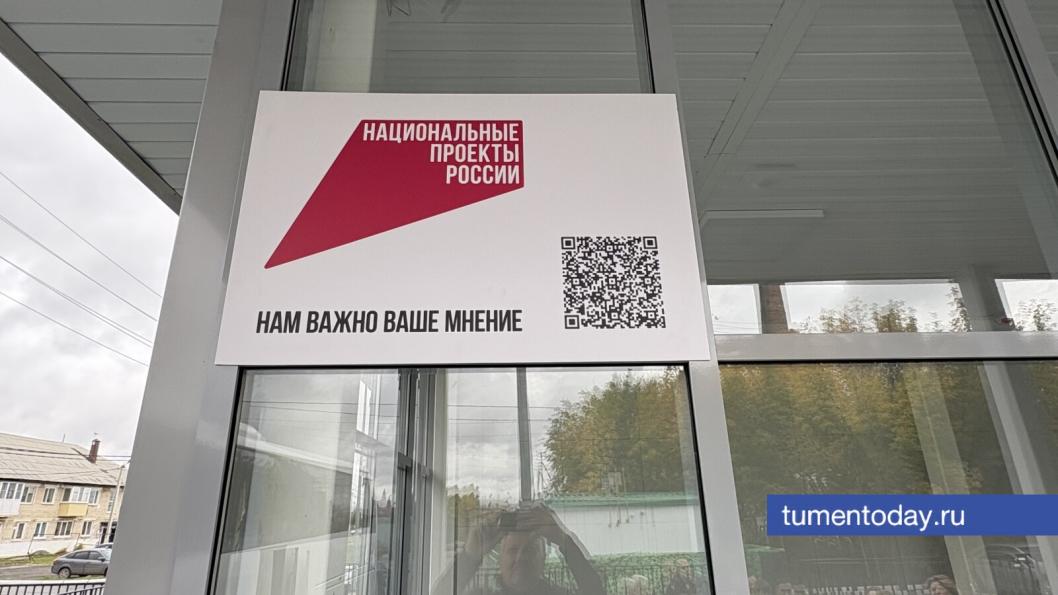 НАЦИОНАЛЬНЫЕ
ПРОЕКТЫ
РОССИИ
НАМ ВАЖНО ВАШЕ МНЕНИЕ
tumentoday.ru